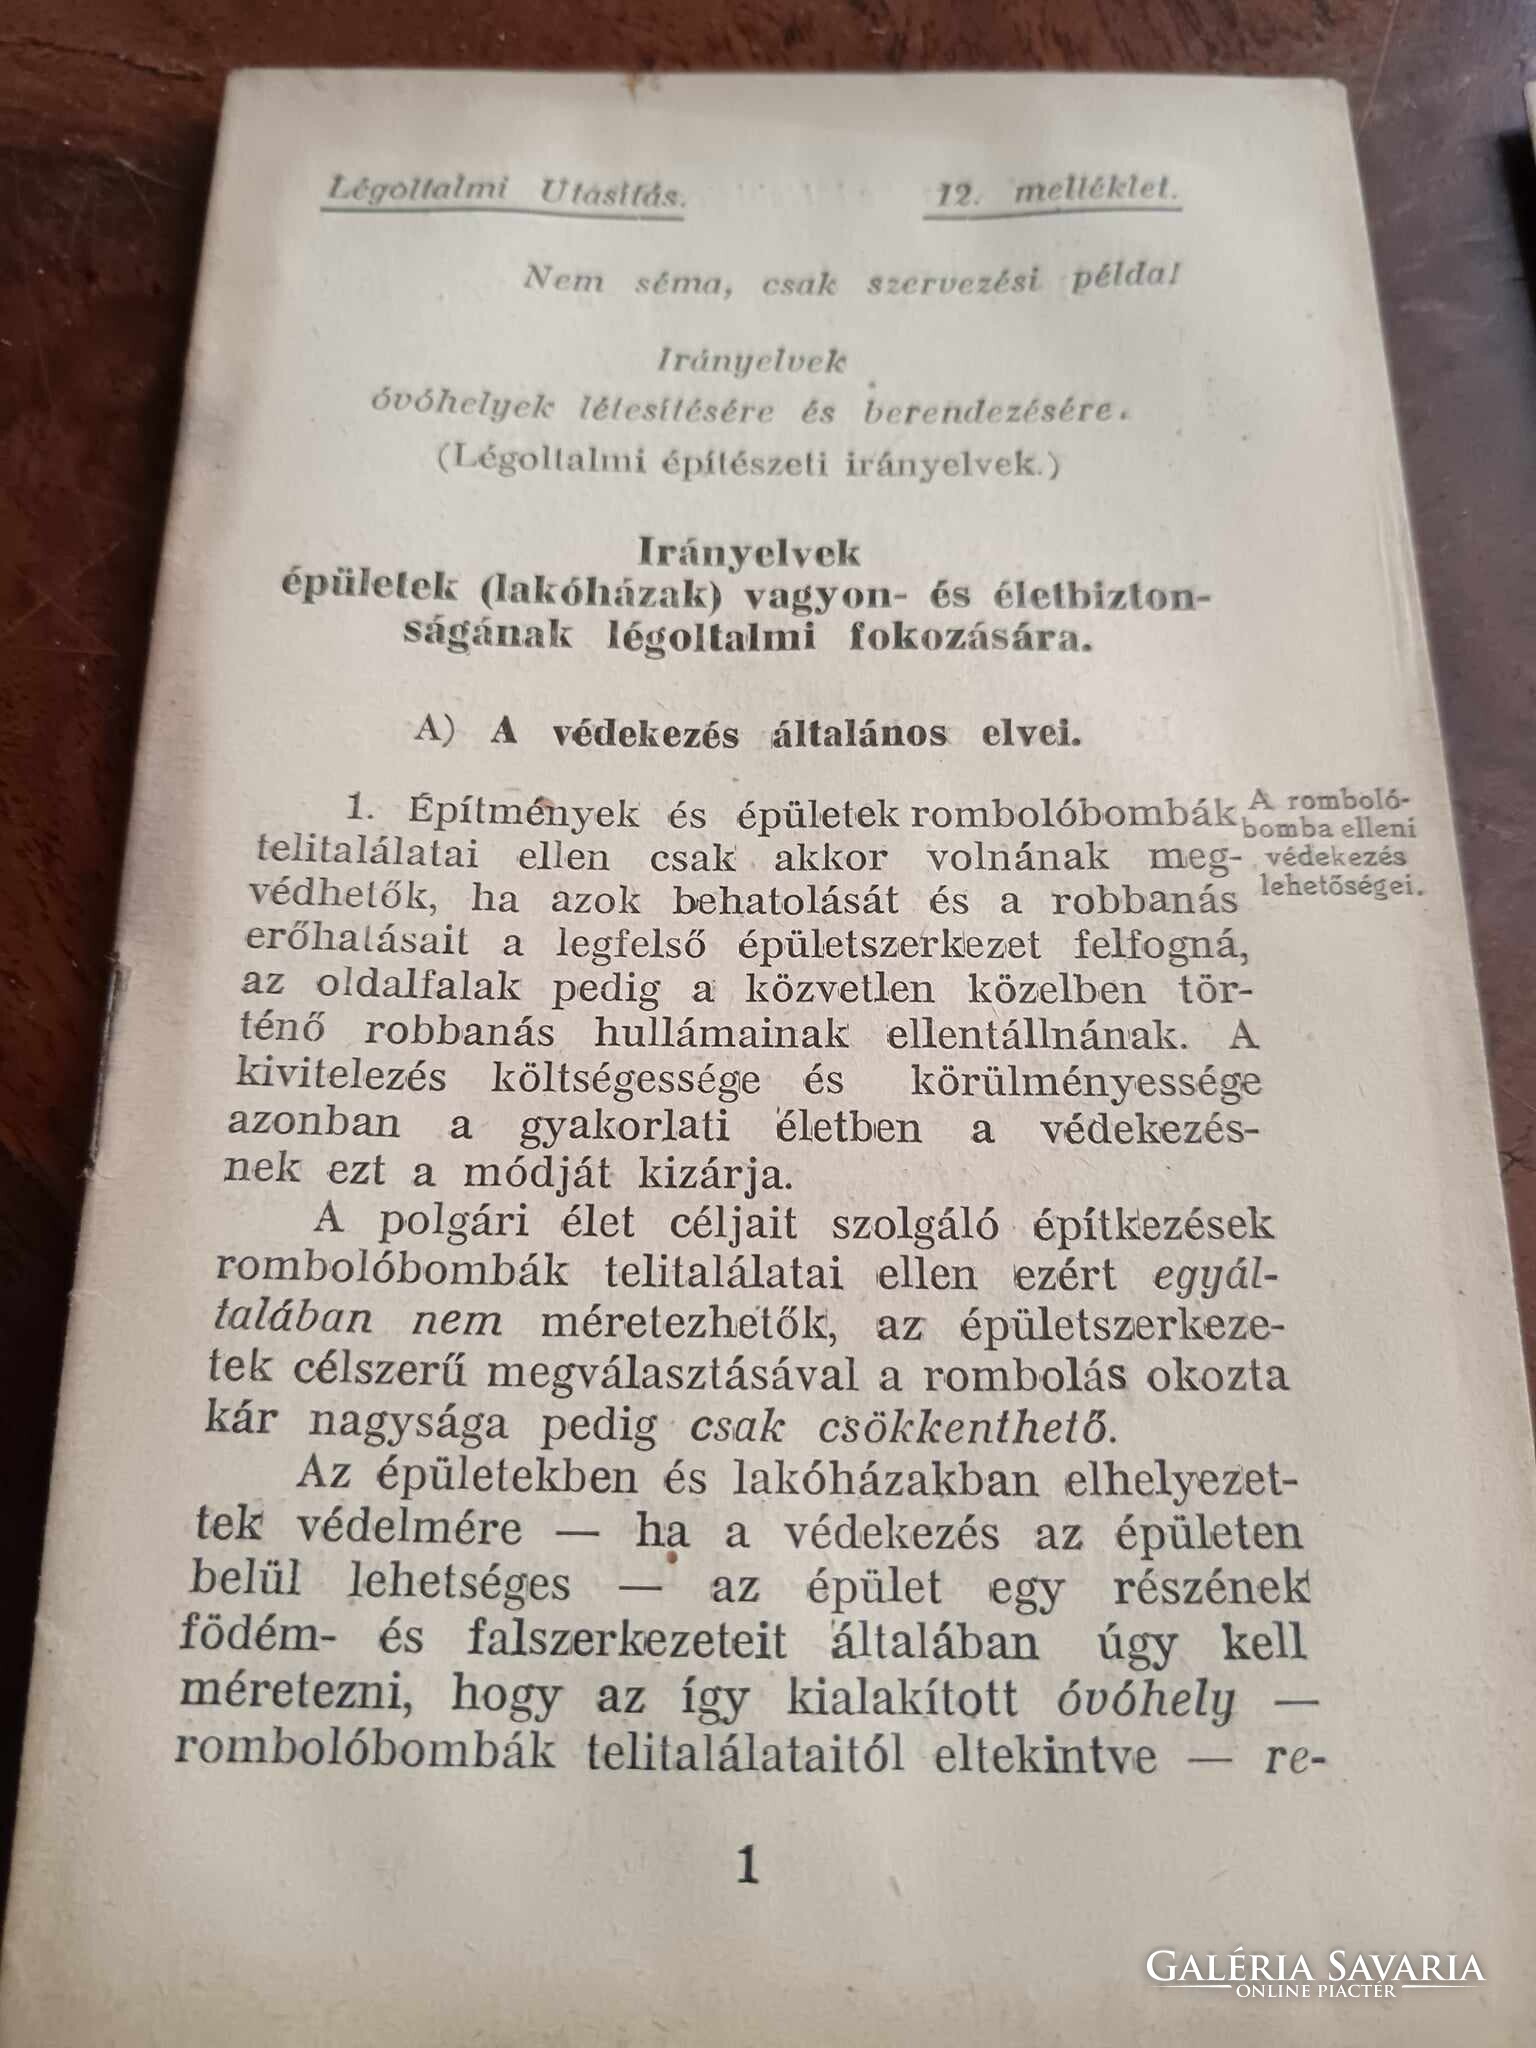 Légoltalmi Utasítás. 12. melléklet.
Nem séma, csak szervezési példa!
Irányelvek
óvóhelyek létesítésére és berendezésére.
(Légoltalmi építészeti irányelvek.)
Irányelvek
épületek (lakóházak) vagyon- és életbizton-
ságának légoltalmi fokozására.
A) A védekezés általános elvei.
1. Építmények és épületek rombolóbombák
telitalálatai ellen csak akkor volnának meg-
védhetők, ha azok behatolását és a robbanás
erőhatásait a legfelső épületszerkezet felfogná,
az oldalfalak pedig a közvetlen közelben tör-
ténő robbanás hullámainak ellentállnának. A
kivitelezés költségessége és körülményessége
azonban a gyakorlati életben a védekezés-
nek ezt a módját kizárja.
A romboló-
bomba elleni
védekezés
lehetőségei.
A polgári élet céljait szolgáló építkezések
rombolóbombák telitalálatai ellen ezért egyál-
talában nem méretezhetők, az épületszerkeze-
tek célszerű megválasztásával a rombolás okozta
kár nagysága pedig csak csökkenthető.
Az épületekben és lakóházakban elhelyezet-
tek védelmére — ha a védekezés az épületen
belül lehetséges — az épület egy részének
födém- és falszerkezeteit általában úgy kell
méretezni, hogy az így kialakított óvóhely —
rombolóbombák telitalálataitól eltekintve — re-
1
GALÉRIA SAVARIA
ONLINE PIACTÉR